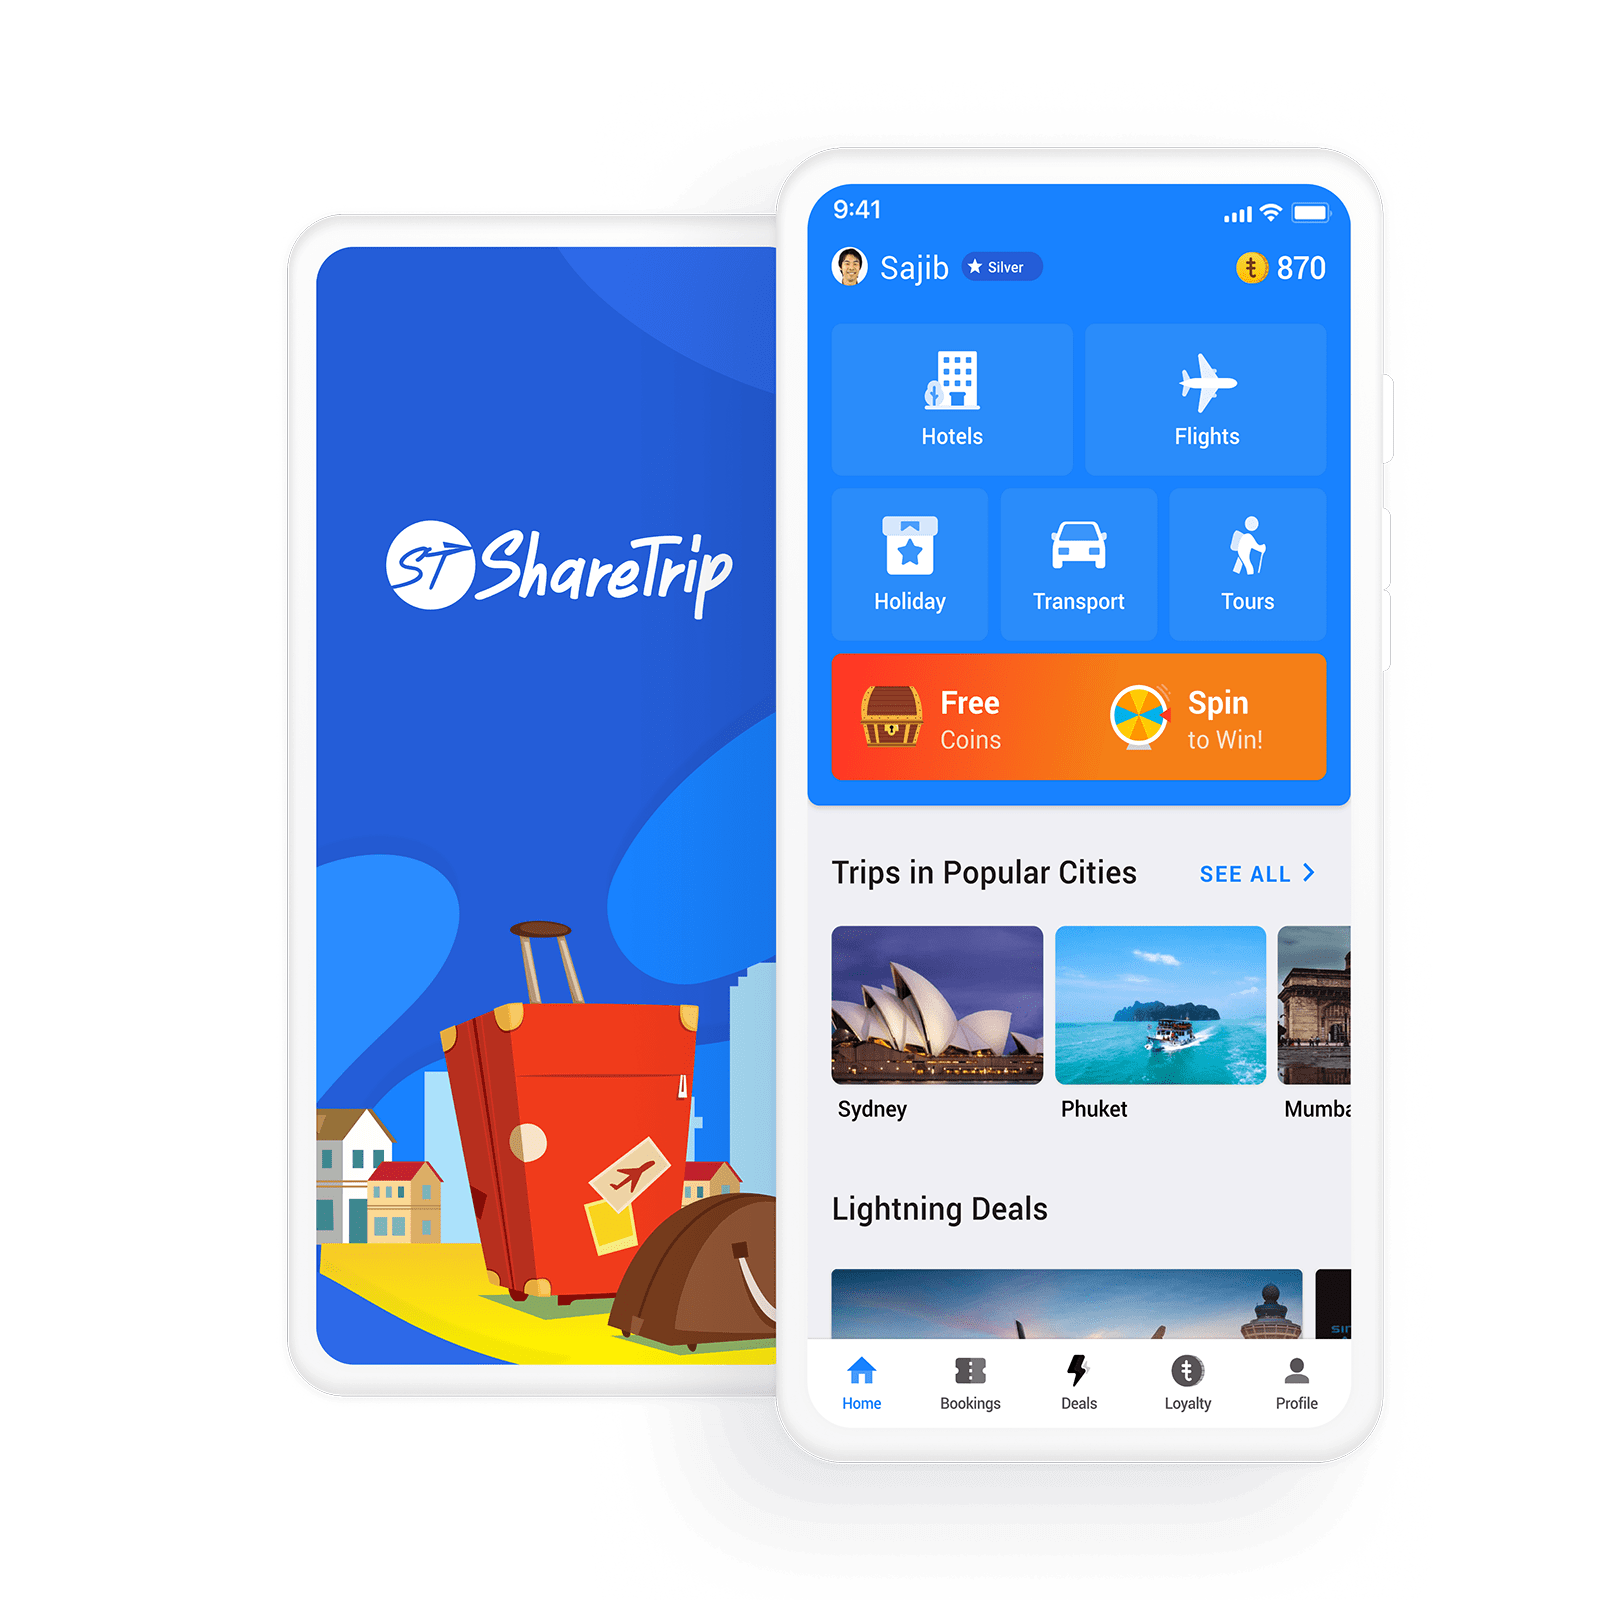 ST ShareTrip
9:41
Sajib
Silver
870
Hotels
Flights
Holiday
Transport
Tours
Free
Coins
Spin
to Win!
Trips in Popular Cities
SEE ALL
Sydney
Phuket
Mumba
Lightning Deals
Home
Bookings
Deals
Loyalty
Profile